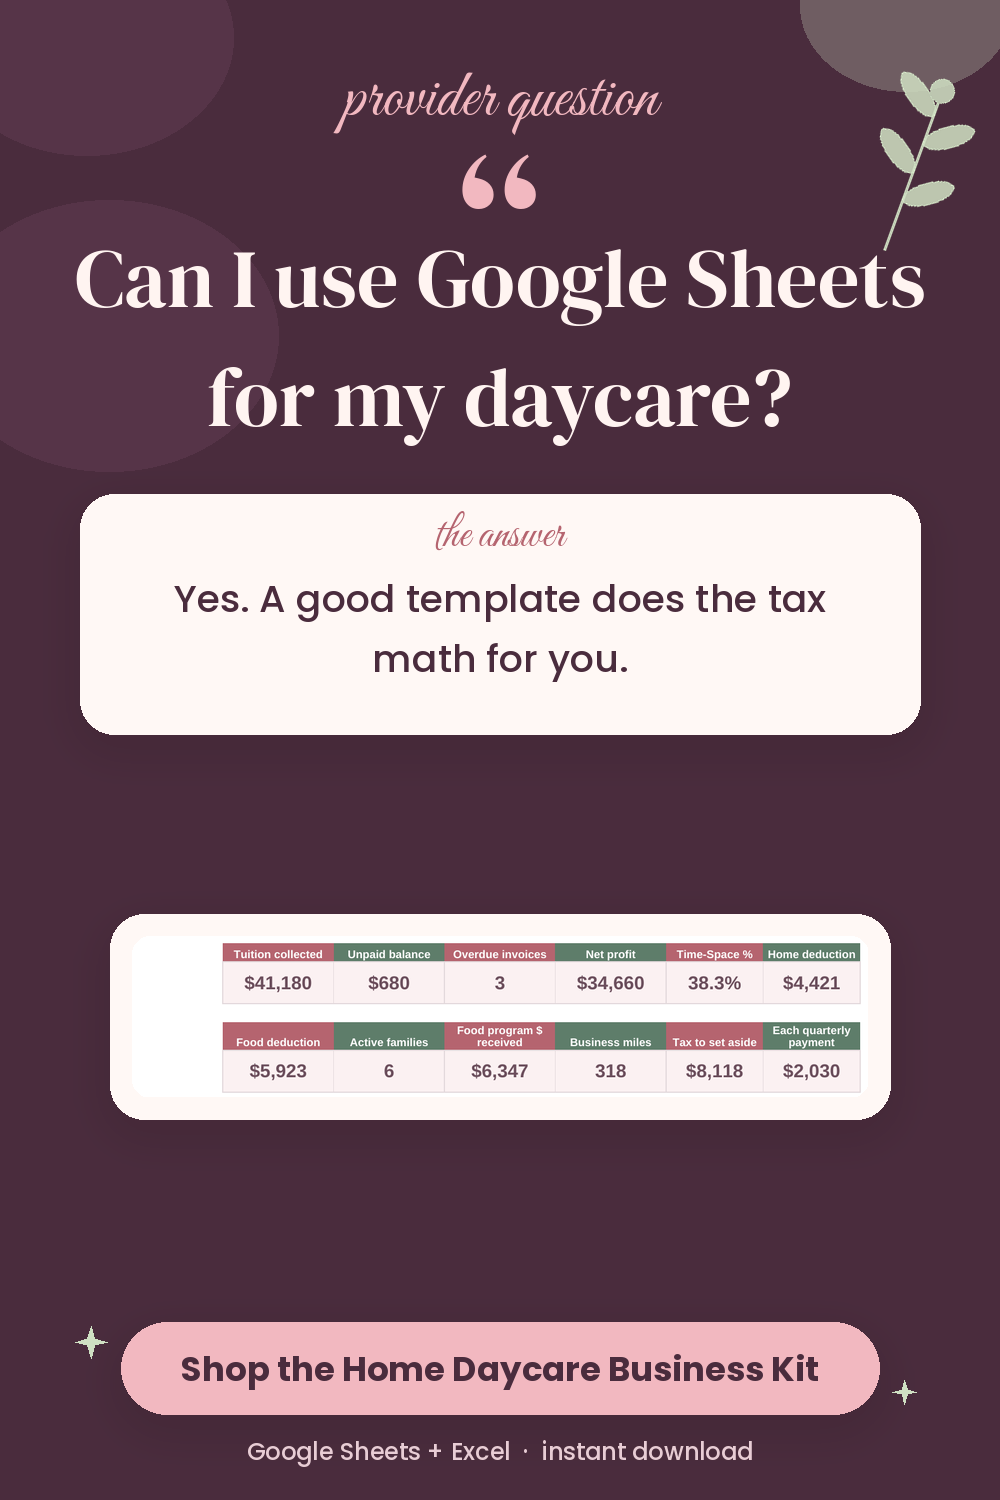 provider question
“
Can I use Google Sheets
for my daycare?
the answer
Yes. A good template does the tax
math for you.
Tuition collected Unpaid balance Overdue invoices Net profit Time-Space % Home deduction
$41,180 $680 3 $34,660 38.3% $4,421
Food deduction Active families Food program $ received Business miles Tax to set aside Each quarterly payment
$5,923 6 $6,347 318 $8,118 $2,030
Shop the Home Daycare Business Kit
Google Sheets + Excel · instant download